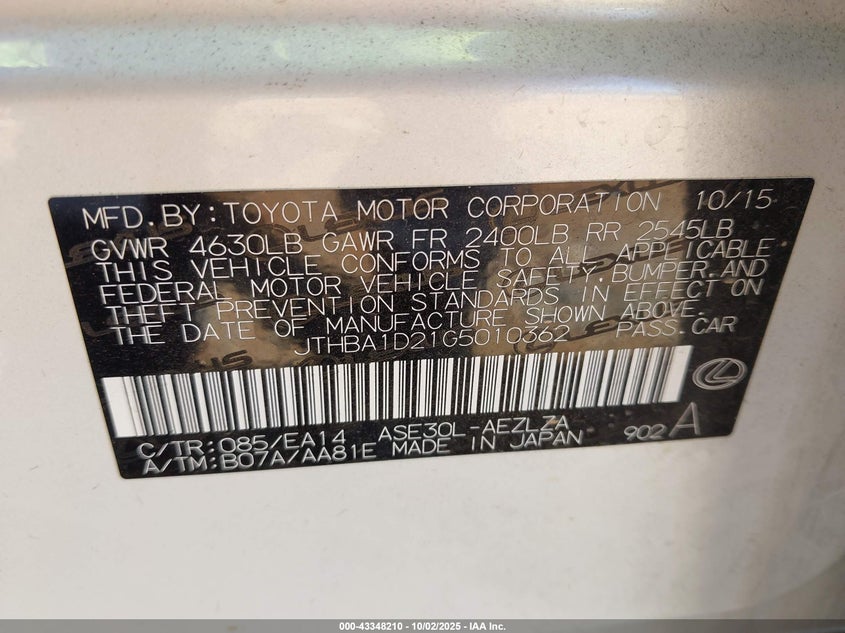 MFD. BY: TOYOTA MOTOR CORPORATION 10/15
GVWR 4630LB GAWR FR 2400LB RR 2545LB
THIS VEHICLE CONFORMS TO ALL APPLICABLE
FEDERAL MOTOR VEHICLE SAFETY, BUMPER, AND
THEFT PREVENTION STANDARDS IN EFFECT ON
THE DATE OF MANUFACTURE SHOWN ABOVE.
JTHBA1D21G5010362 PASS. CAR
C/TR: 085/EA14 ASE30L-AEZLZA
A/TM: B07A/AA81E MADE IN JAPAN 902 A
000-43348210 - 10/02/2025 - IAA Inc.